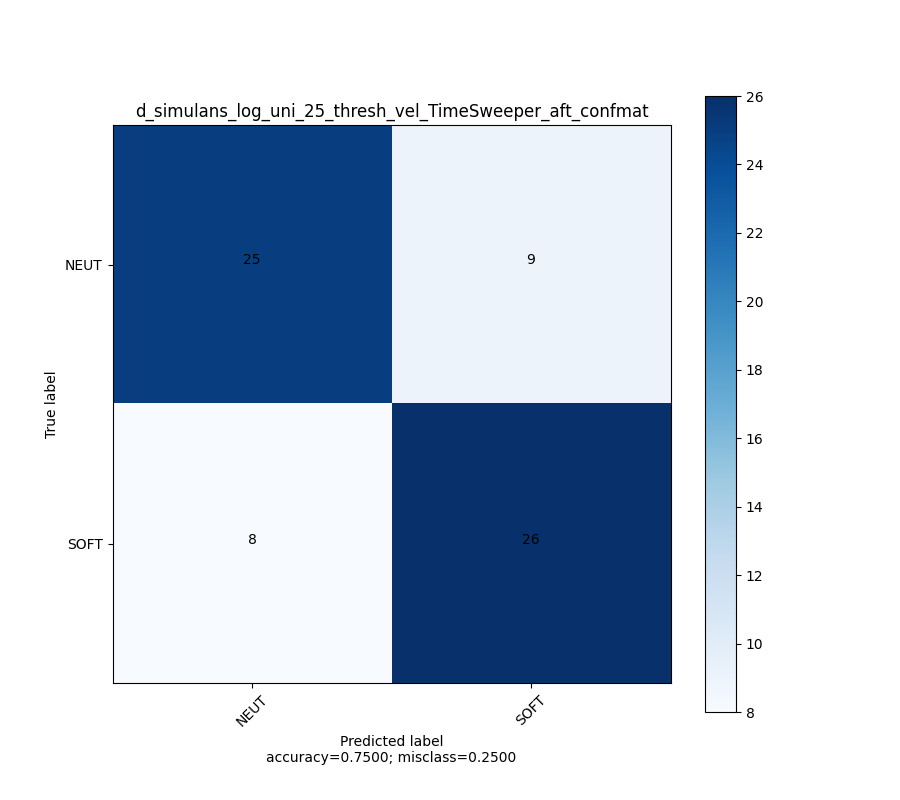 d_simulans_log_uni_25_thresh_vel_TimeSweeper_aft_confmat
True label
NEUT
25
9
SOFT
8
26
NEUT
SOFT
Predicted label
accuracy=0.7500; misclass=0.2500
26
24
22
20
18
16
14
12
10
8